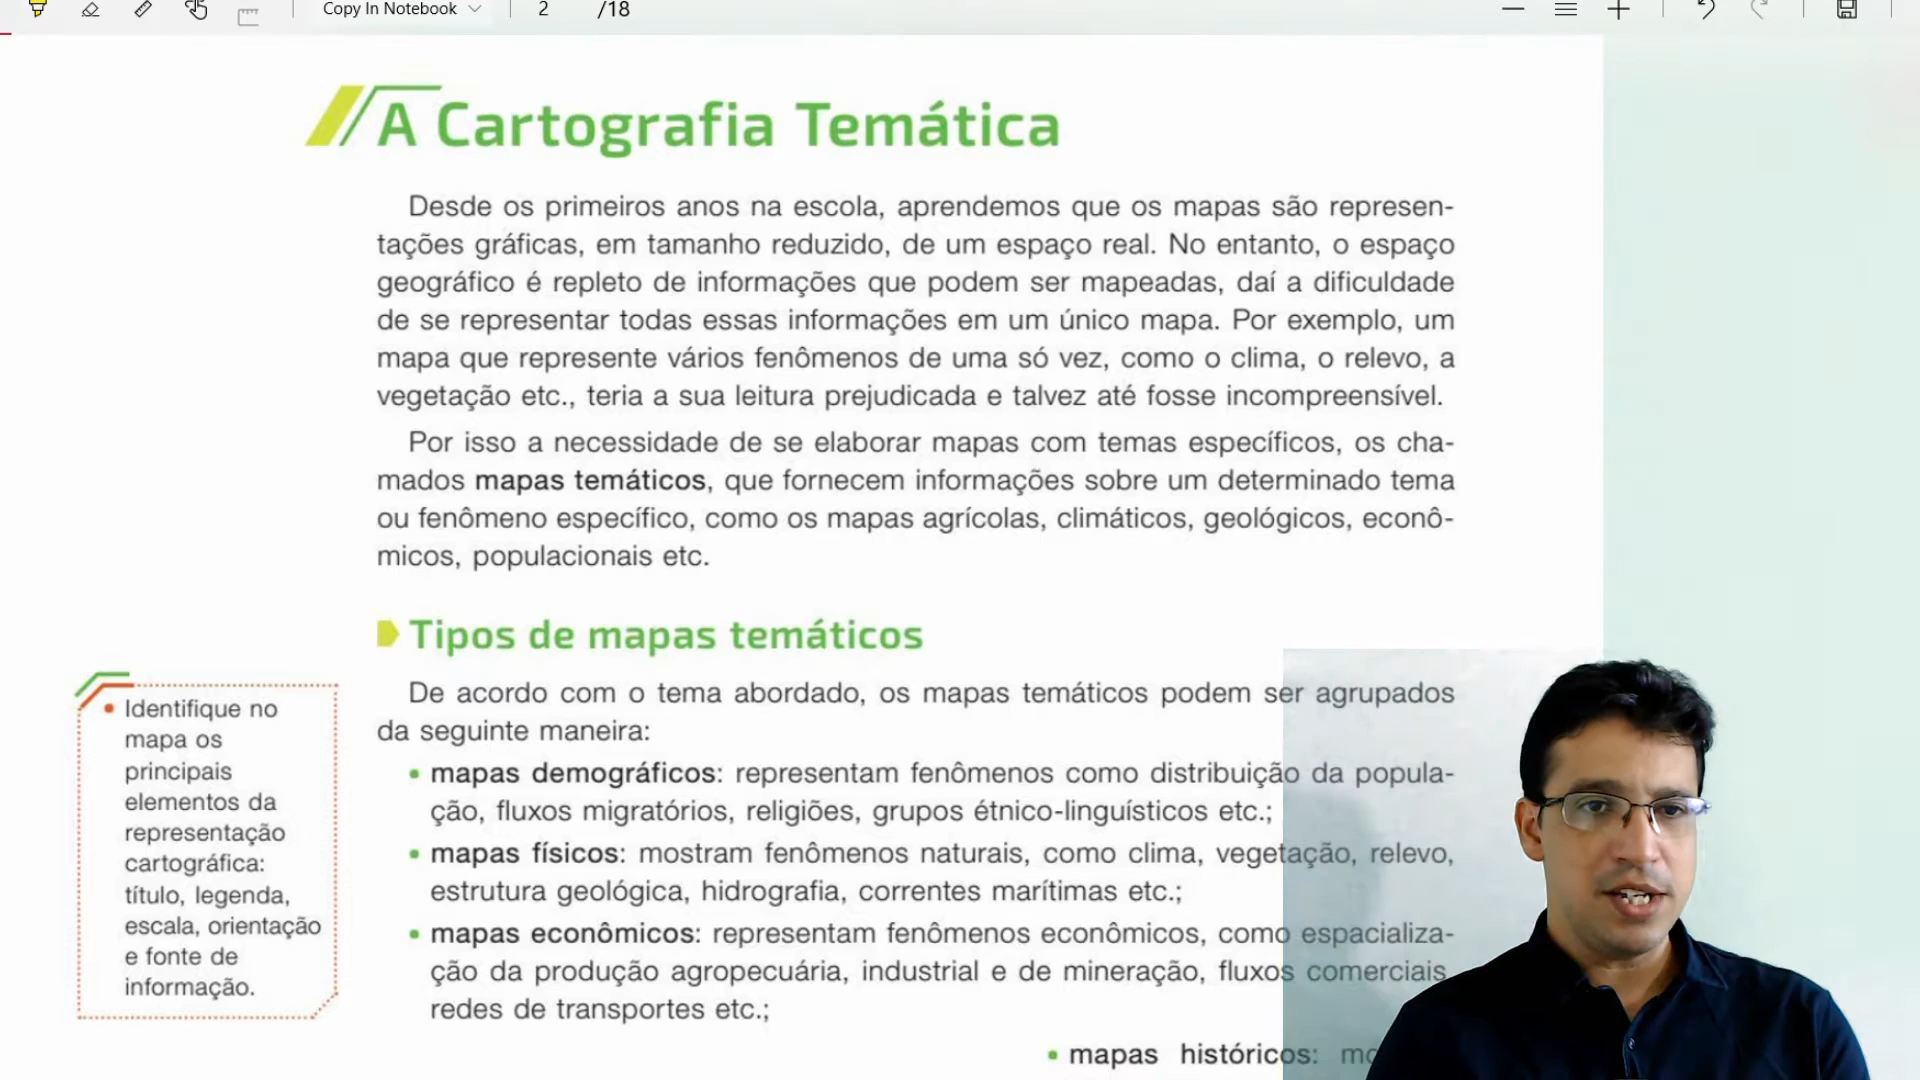 Copy In Notebook
2 /18
A Cartografia Temática
Desde os primeiros anos na escola, aprendemos que os mapas são represen-
tações gráficas, em tamanho reduzido, de um espaço real. No entanto, o espaço
geográfico é repleto de informações que podem ser mapeadas, daí a dificuldade
de se representar todas essas informações em um único mapa. Por exemplo, um
mapa que represente vários fenômenos de uma só vez, como o clima, o relevo, a
vegetação etc., teria a sua leitura prejudicada e talvez até fosse incompreensível.
Por isso a necessidade de se elaborar mapas com temas específicos, os cha-
mados mapas temáticos, que fornecem informações sobre um determinado tema
ou fenômeno específico, como os mapas agrícolas, climáticos, geológicos, econô-
micos, populacionais etc.
Tipos de mapas temáticos
De acordo com o tema abordado, os mapas temáticos podem ser agrupados
da seguinte maneira:
• mapas demográficos: representam fenômenos como distribuição da popula-
ção, fluxos migratórios, religiões, grupos étnico-linguísticos etc.;
• mapas físicos: mostram fenômenos naturais, como clima, vegetação, relevo,
estrutura geológica, hidrografia, correntes marítimas etc.;
• mapas econômicos: representam fenômenos econômicos, como espacializa-
ção da produção agropecuária, industrial e de mineração, fluxos comerciais
redes de transportes etc.;
• mapas históricos:
• Identifique no
mapa os
principais
elementos da
representação
cartográfica:
título, legenda,
escala, orientação
e fonte de
informação.